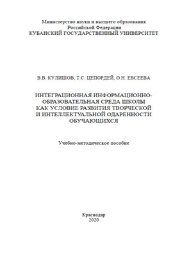 Министерство науки и высшего образования
Российской Федерации
КУБАНСКИЙ ГОСУДАРСТВЕННЫЙ УНИВЕРСИТЕТ
В.В. КУЛИШОВ, Т.С. ЦЕПОРДЕЙ, О.Н. ЕВСЕЕВА
ИНТЕГРАЦИОННАЯ ИНФОРМАЦИОННО-
ОБРАЗОВАТЕЛЬНАЯ СРЕДА ШКОЛЫ
КАК УСЛОВИЕ РАЗВИТИЯ ТВОРЧЕСКОЙ
И ИНТЕЛЛЕКТУАЛЬНОЙ ОДАРЕННОСТИ
ОБУЧАЮЩИХСЯ
Учебно-методическое пособие
Краснодар
2020